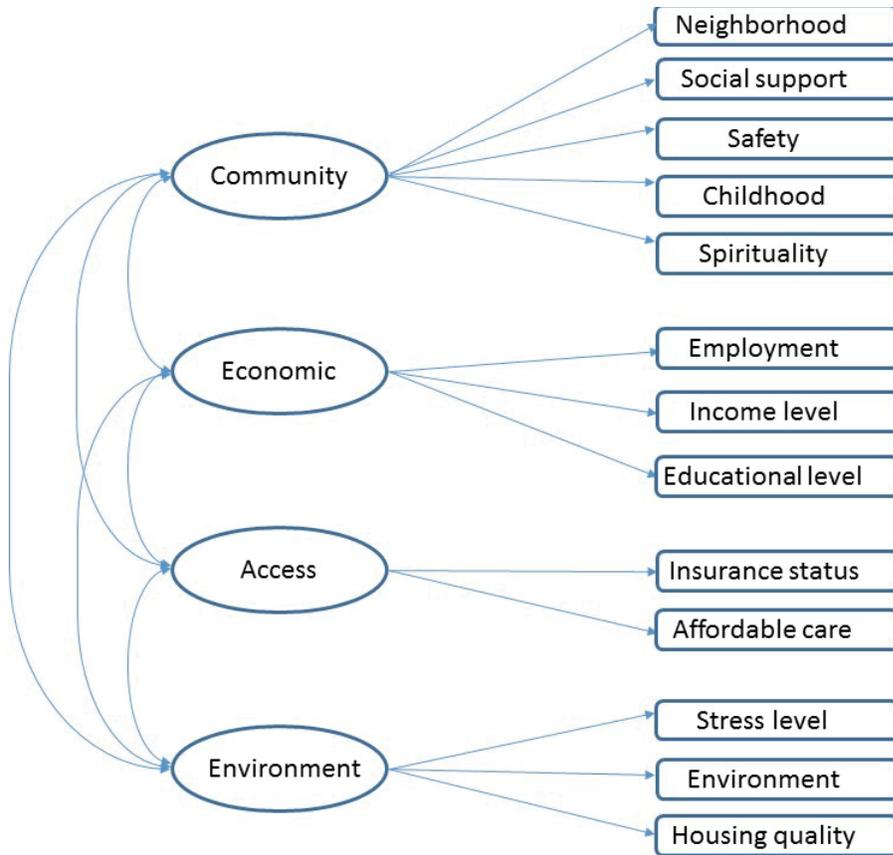 Neighborhood
Social support
Safety
Community
Childhood
Spirituality
Employment
Economic
Income level
Educational level
Access
Insurance status
Affordable care
Stress level
Environment
Environment
Housing quality